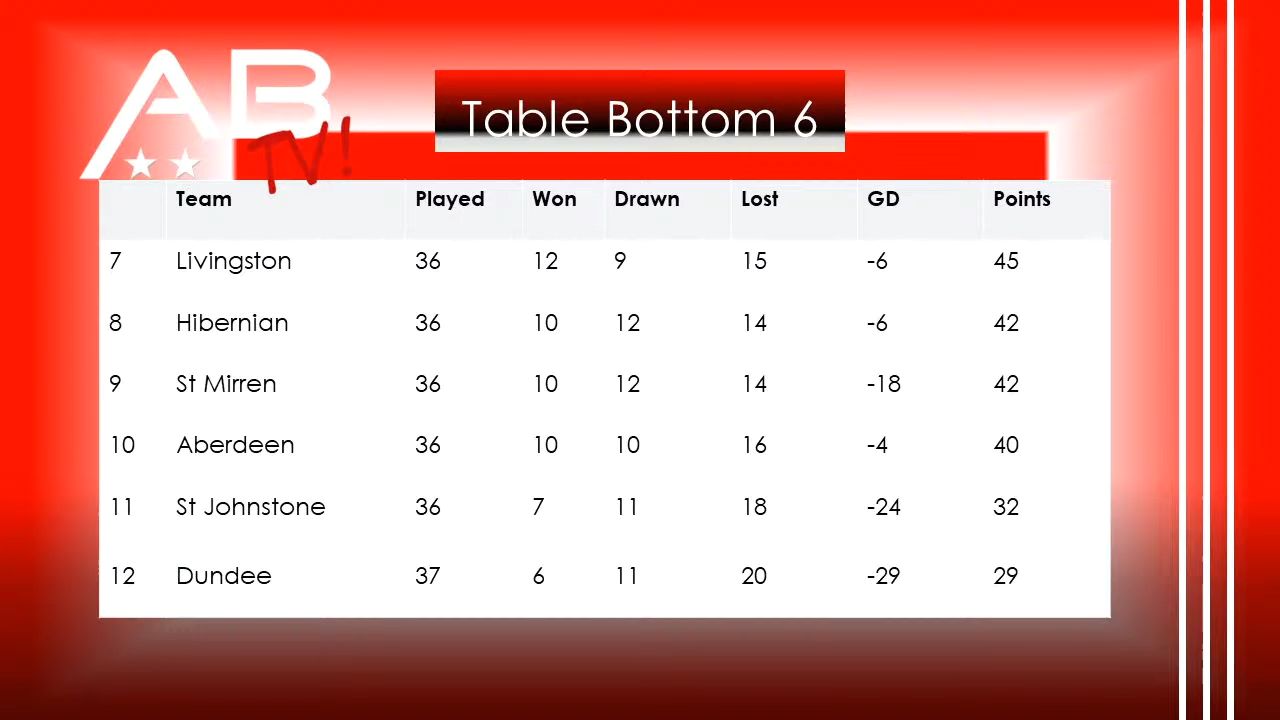 AB
TV!
Table Bottom 6
Team Played Won Drawn Lost GD Points
7 Livingston 36 12 9 15 -6 45
8 Hibernian 36 10 12 14 -6 42
9 St Mirren 36 10 12 14 -18 42
10 Aberdeen 36 10 10 16 -4 40
11 St Johnstone 36 7 11 18 -24 32
12 Dundee 37 6 11 20 -29 29